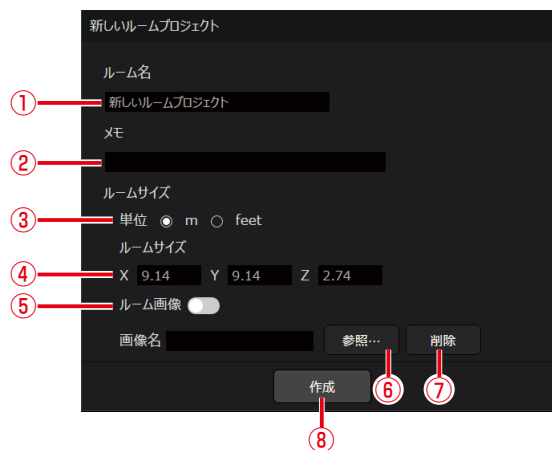 新しいルームプロジェクト
ルーム名
① 新しいルームプロジェクト
メモ
②
ルームサイズ
③ 単位 m feet
ルームサイズ
④ X 9.14 Y 9.14 Z 2.74
⑤ ルーム画像
画像名 参照… 削除
作成 ⑥ ⑦
⑧